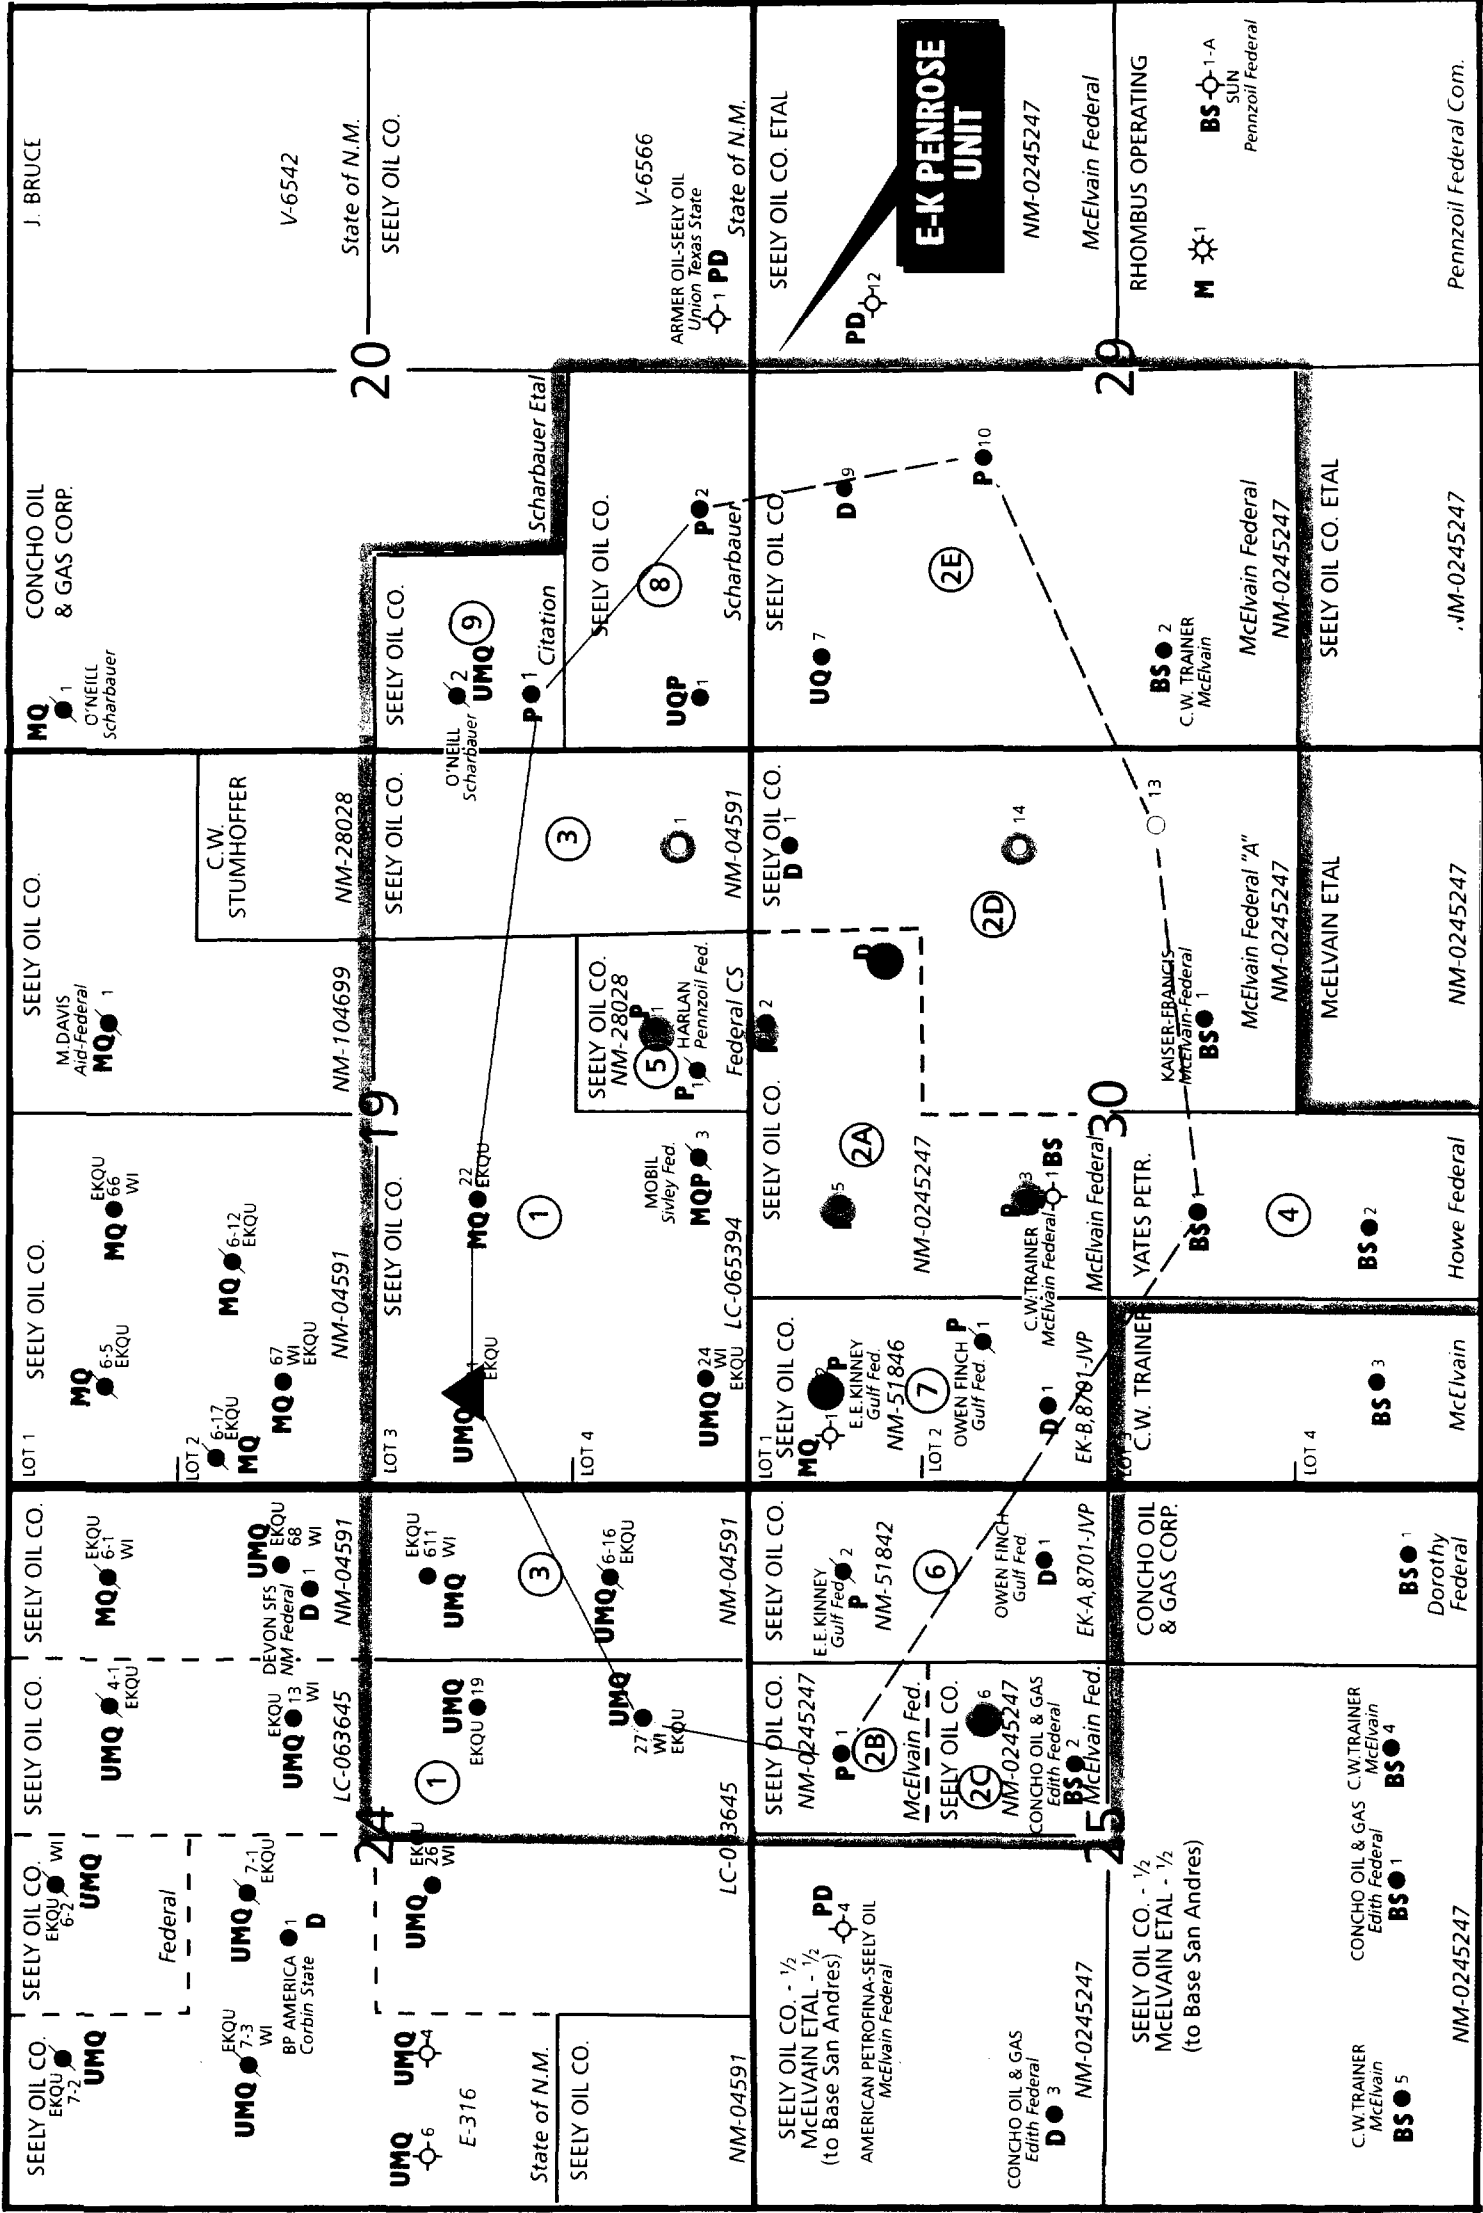 SEELY OIL CO.
EKQU
7-2
UMQ
EKQU
7-3
WI
UMQ
BP AMERICA
Corbin State
1
D
UMQ
6
UMQ
4
E-316
State of N.M.
SEELY OIL CO.
NM-04591
SEELY OIL CO.
EKQU
6-2
WI
UMQ
Federal
UMQ
7-1
EKQU
UMQ
EKQU
26
WI
24
SEELY OIL CO.
UMQ
4-1
EKQU
EKQU
13
WI
UMQ
LC-063645
UMQ
EKQU
19
1
UMQ
27
WI
EKQU
SEELY OIL CO.
MQ
EKQU
6-1
WI
UMQ
EKQU
68
WI
DEVON SFS
NM Federal
D
1
NM-04591
EKQU
611
WI
UMQ
3
UMQ
6-16
EKQU
NM-04591
LOT 1
SEELY OIL CO.
MQ
6-5
EKQU
MQ
EKQU
66
WI
LOT 2
6-17
EKQU
MQ
MQ
67
WI
EKQU
MQ
6-12
EKQU
NM-04591
SEELY OIL CO.
M.DAVIS
Aid-Federal
MQ
1
NM-104699
C.W.
STUMHOFFER
NM-28028
19
LOT 3
SEELY OIL CO.
UMQ
EKQU
MQ
22
EKQU
1
LOT 4
UMQ
24
WI
EKQU
MOBIL
Sivley Fed.
MQP
3
LC-065394
SEELY OIL CO.
NM-28028
5
P
1
HARLAN
Pennzoil Fed.
P
1
Federal CS
SEELY OIL CO.
3
1
NM-04591
MQ
1
O'NEILL
Scharbauer
CONCHO OIL
& GAS CORP.
J. BRUCE
V-6542
State of N.M.
20
SEELY OIL CO.
SEELY OIL CO.
O'NEILL
Scharbauer
2
UMQ
9
P
1
Citation
Scharbauer Etal
SEELY OIL CO.
8
UQP
1
P
2
Scharbauer
V-6566
ARMER OIL-SEELY OIL
Union Texas State
1
PD
State of N.M.
SEELY OIL CO. - ½
McELVAIN ETAL - ½
(to Base San Andres)
PD
4
AMERICAN PETROFINA-SEELY OIL
McElvain Federal
CONCHO OIL & GAS
Edith Federal
D
3
NM-0245247
SEELY OIL CO.
NM-0245247
P
1
2B
McElvain Fed.
SEELY OIL CO.
2C
6
NM-0245247
CONCHO OIL & GAS
Edith Federal
BS
2
McElvain Fed.
SEELY OIL CO.
E.E.KINNEY
Gulf Fed.
P
2
NM-51842
6
OWEN FINCH
Gulf Fed.
D
1
EK-A,8701-JVP
25
SEELY OIL CO. - ½
McELVAIN ETAL - ½
(to Base San Andres)
CONCHO OIL
& GAS CORP.
C.W.TRAINER
McElvain
BS
5
CONCHO OIL & GAS
Edith Federal
BS
1
C.W.TRAINER
McElvain
BS
4
BS
1
Dorothy
Federal
NM-0245247
LOT 1
SEELY OIL CO.
MQ
1
2
P
E.E.KINNEY
Gulf Fed.
NM-51846
LOT 2
7
OWEN FINCH
Gulf Fed.
P
1
D
1
EK-B,8701-JVP
SEELY OIL CO.
2A
5
NM-0245247
P
3
C.W.TRAINER
McElvain Federal
1
BS
McElvain Federal
2
D
SEELY OIL CO.
D
1
2D
14
30
C.W. TRAINER
LOT 4
BS
3
McElvain
YATES PETR.
BS
1
4
BS
2
Howe Federal
KAISER-FRANCIS
McElvain-Federal
BS
1
13
McElvain Federal "A"
NM-0245247
McELVAIN ETAL
NM-0245247
SEELY OIL CO
UQ
7
D
9
2E
P
10
C.W. TRAINER
McElvain
BS
2
McElvain Federal
NM-0245247
SEELY OIL CO. ETAL
PD
12
E-K PENROSE
UNIT
NM-0245247
McElvain Federal
29
RHOMBUS OPERATING
M
1
BS
1-A
SUN
Pennzoil Federal
SEELY OIL CO. ETAL
NM-0245247
Pennzoil Federal Com.